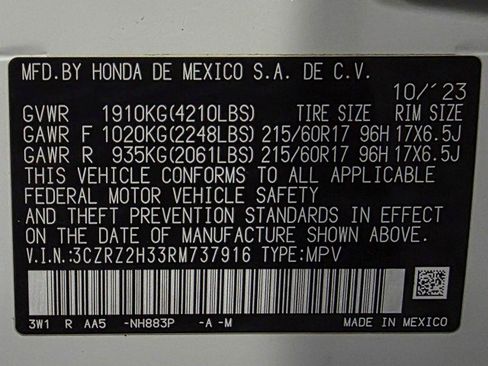 MFD.BY HONDA DE MEXICO S.A. DE C.V.
10/'23
GVWR 1910KG(4210LBS) TIRE SIZE RIM SIZE
GAWR F 1020KG(2248LBS) 215/60R17 96H 17X6.5J
GAWR R 935KG(2061LBS) 215/60R17 96H 17X6.5J
THIS VEHICLE CONFORMS TO ALL APPLICABLE
FEDERAL MOTOR VEHICLE SAFETY
AND THEFT PREVENTION STANDARDS IN EFFECT
ON THE DATE OF MANUFACTURE SHOWN ABOVE.
V.I.N.:3CZRZ2H33RM737916 TYPE:MPV
3W1 R AA5 -NH883P -A -M MADE IN MEXICO